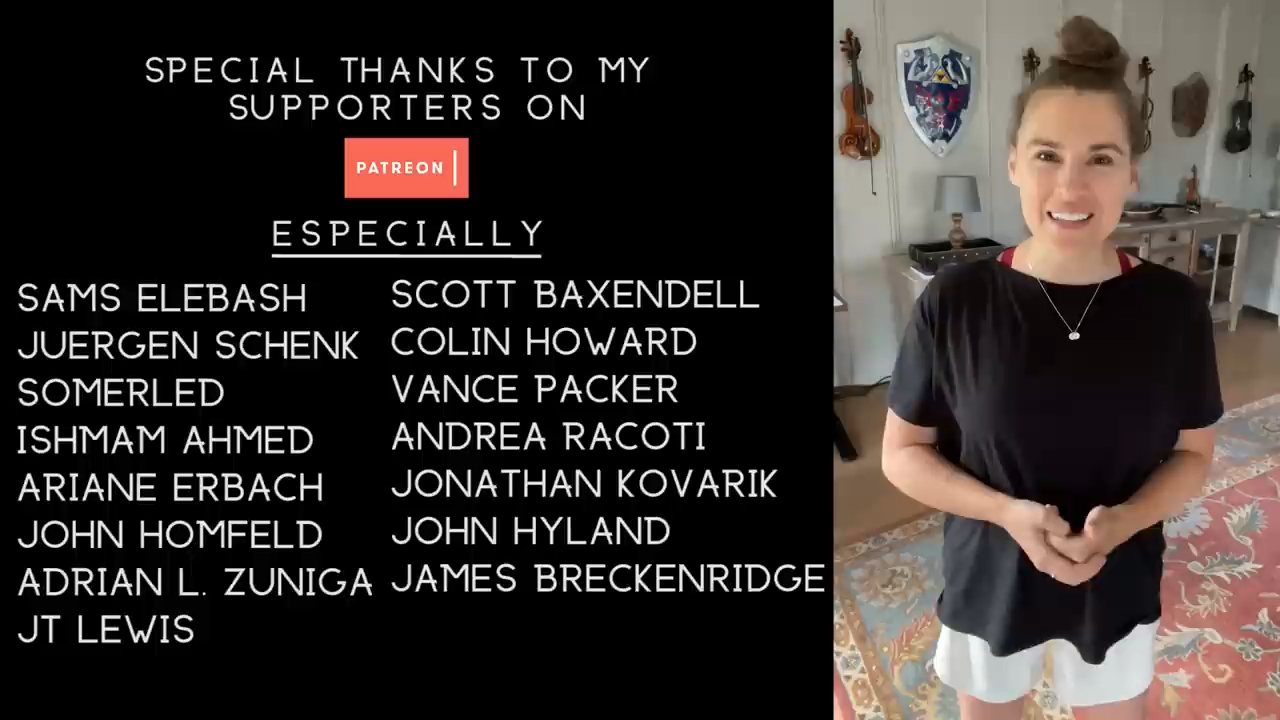 SPECIAL THANKS TO MY
SUPPORTERS ON
PATREON
ESPECIALLY
SAMS ELEBASH
JUERGEN SCHENK
SOMERLED
ISHMAM AHMED
ARIANE ERBACH
JOHN HOMFELD
ADRIAN L. ZUNIGA
JT LEWIS
SCOTT BAXENDELL
COLIN HOWARD
VANCE PACKER
ANDREA RACOTI
JONATHAN KOVARIK
JOHN HYLAND
JAMES BRECKENRIDGE